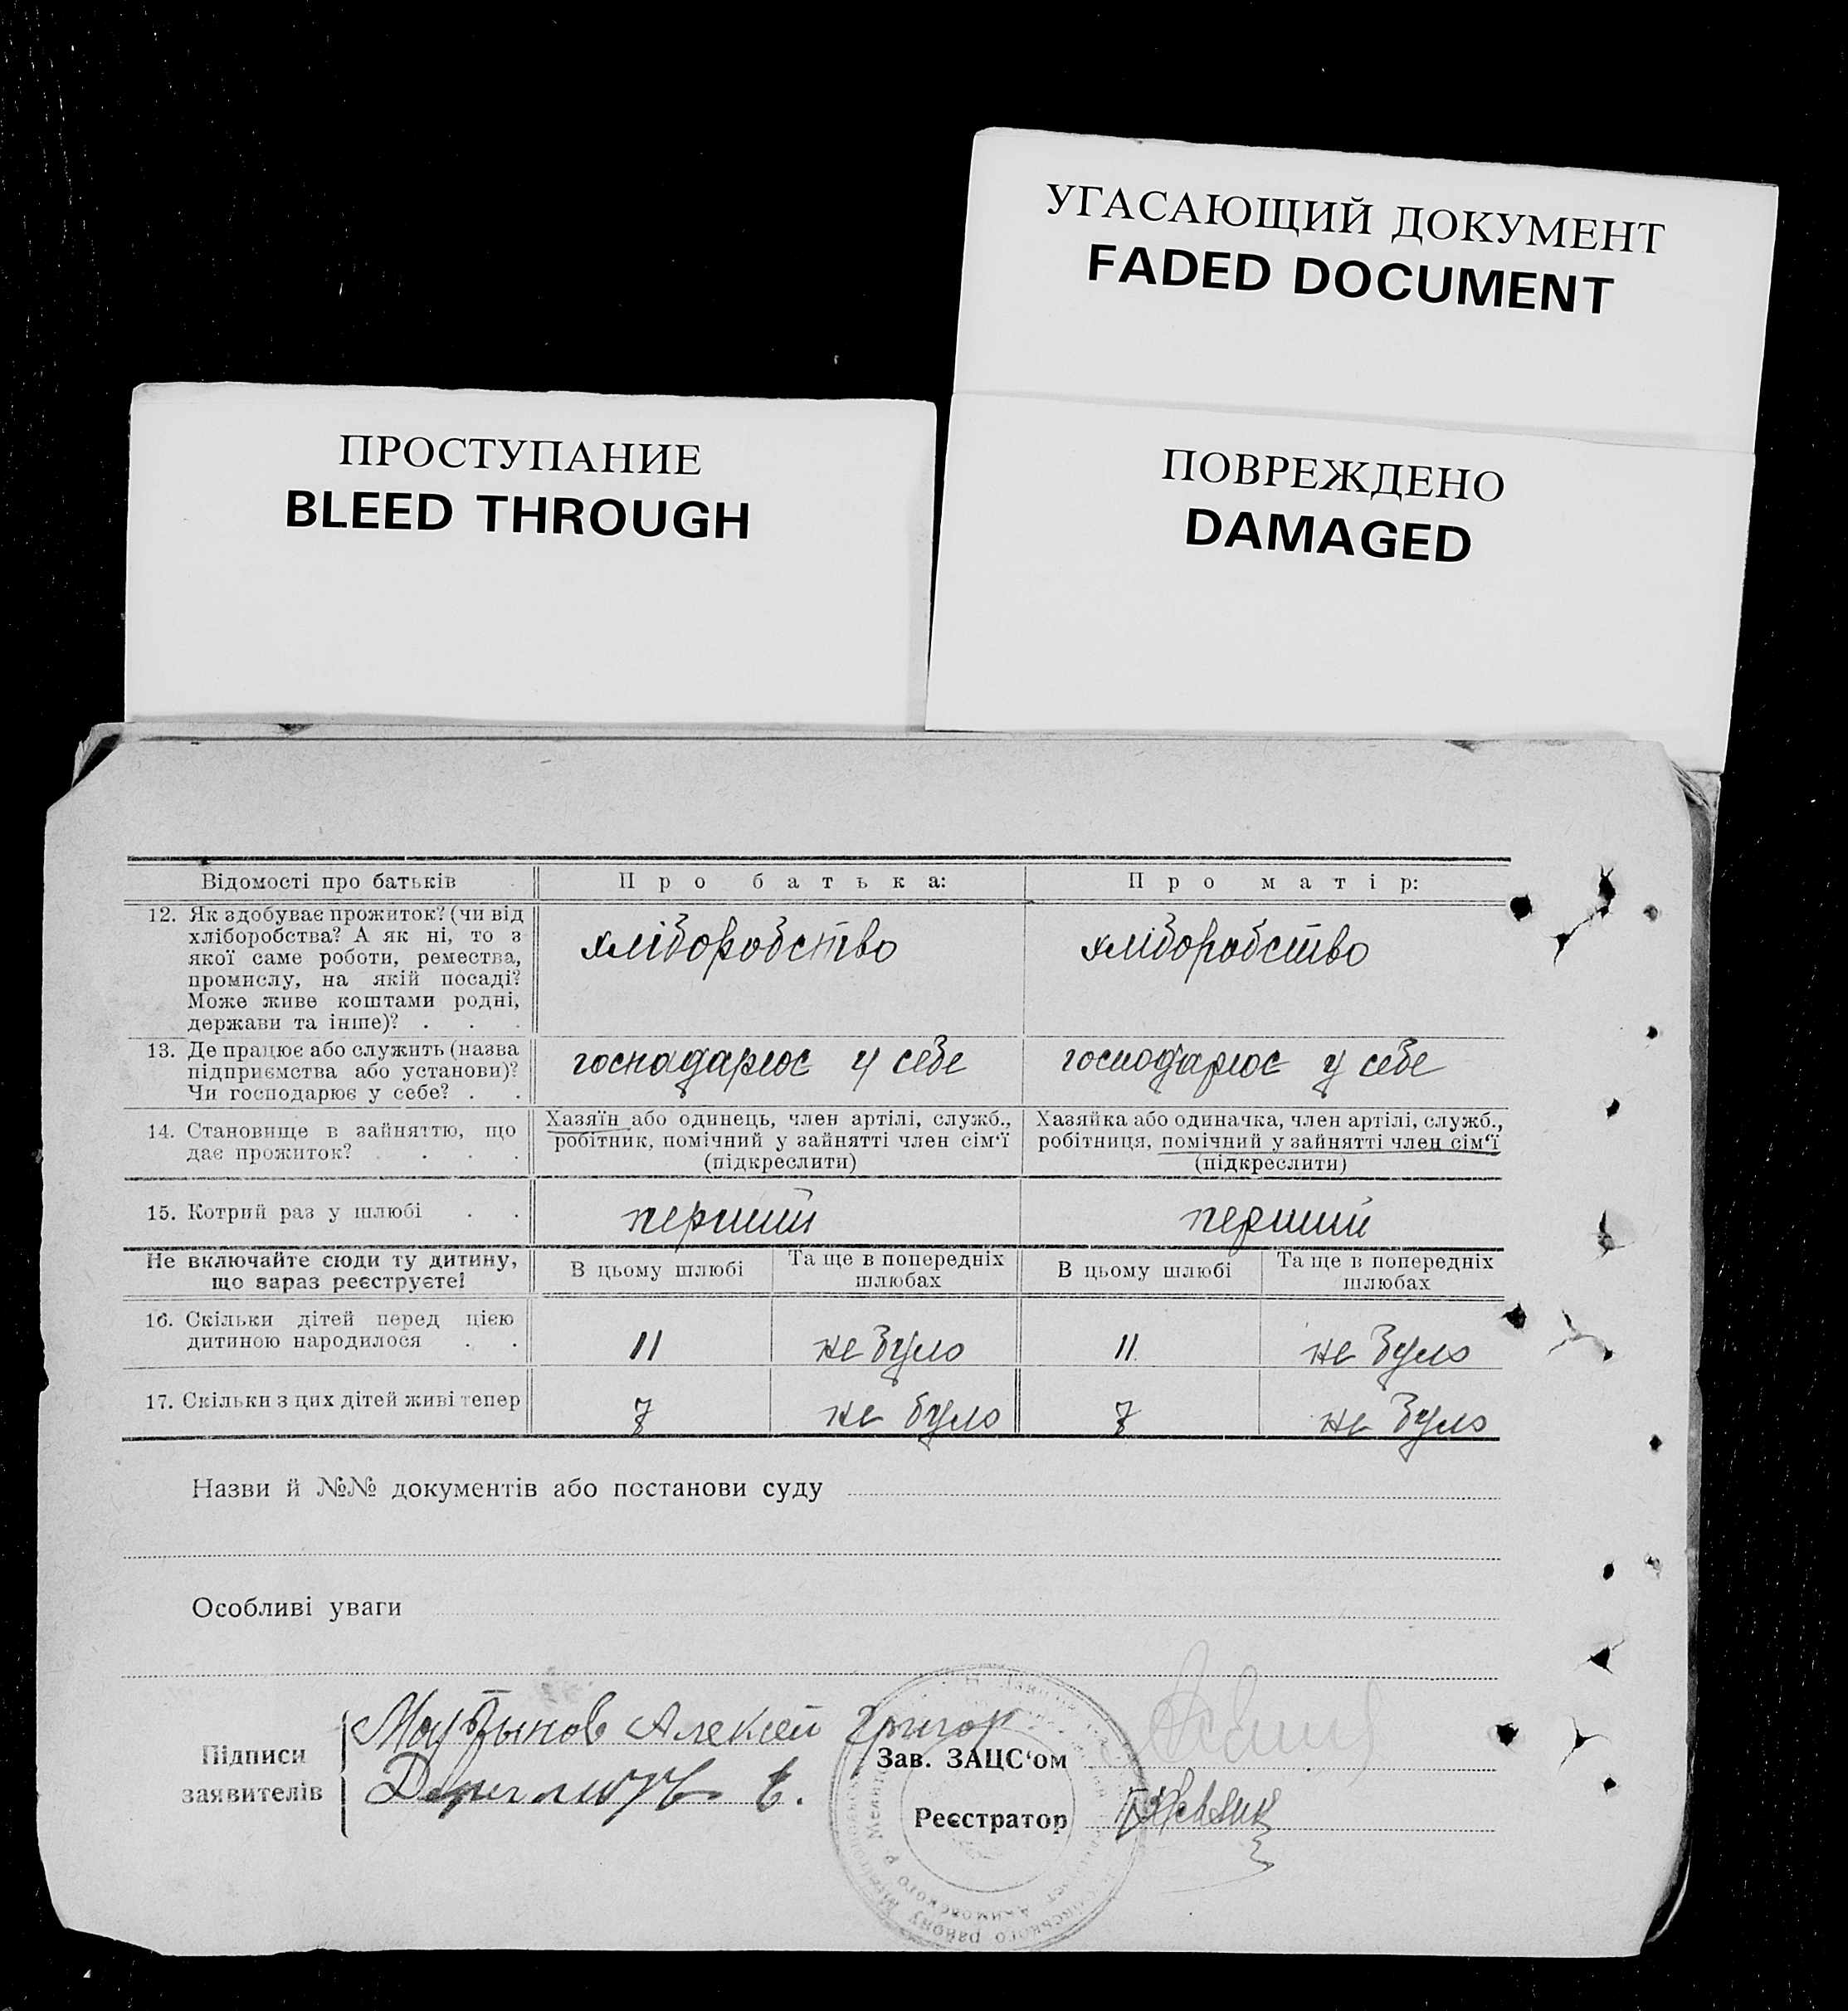 УГАСАЮЩИЙ ДОКУМЕНТ
FADED DOCUMENT
ПРОСТУПАНИЕ
BLEED THROUGH
ПОВРЕЖДЕНО
DAMAGED
Відомості про батьків
Про батька:
Про матір:
12. Як здобуває прожиток? (чи від
хліборобства? А як ні, то з
якої саме роботи, ремества,
промислу, на якій посаді?
Може живе коштами родні,
держави та інше)? . . .
хліборобство
хліборобство
13. Де працює або служить (назва
підприємства або установи)?
Чи господарює у себе? . .
господарює у себе
господарює у себе
14. Становище в зайняттю, що
дає прожиток? . . .
Хазяїн або одинець, член артілі, служб.,
робітник, помічний у зайнятті член сім‘ї
(підкреслити)
Хазяйка або одиначка, член артілі, служб.,
робітниця, помічний у зайнятті член сім‘ї
(підкреслити)
15. Котрий раз у шлюбі . .
перший
перший
Не включайте сюди ту дитину,
що зараз реєструєте!
В цьому шлюбі
Та ще в попередніх
шлюбах
В цьому шлюбі
Та ще в попередніх
шлюбах
16. Скільки дітей перед цією
дитиною народилося . .
11
не було
11
не було
17. Скільки з цих дітей живі тепер
7
не було
7
не було
Назви й №№ документів або постанови суду
Особливі уваги
Підписи
заявителів
Алексей Григор
Зав. ЗАЦС‘ом
Реєстратор